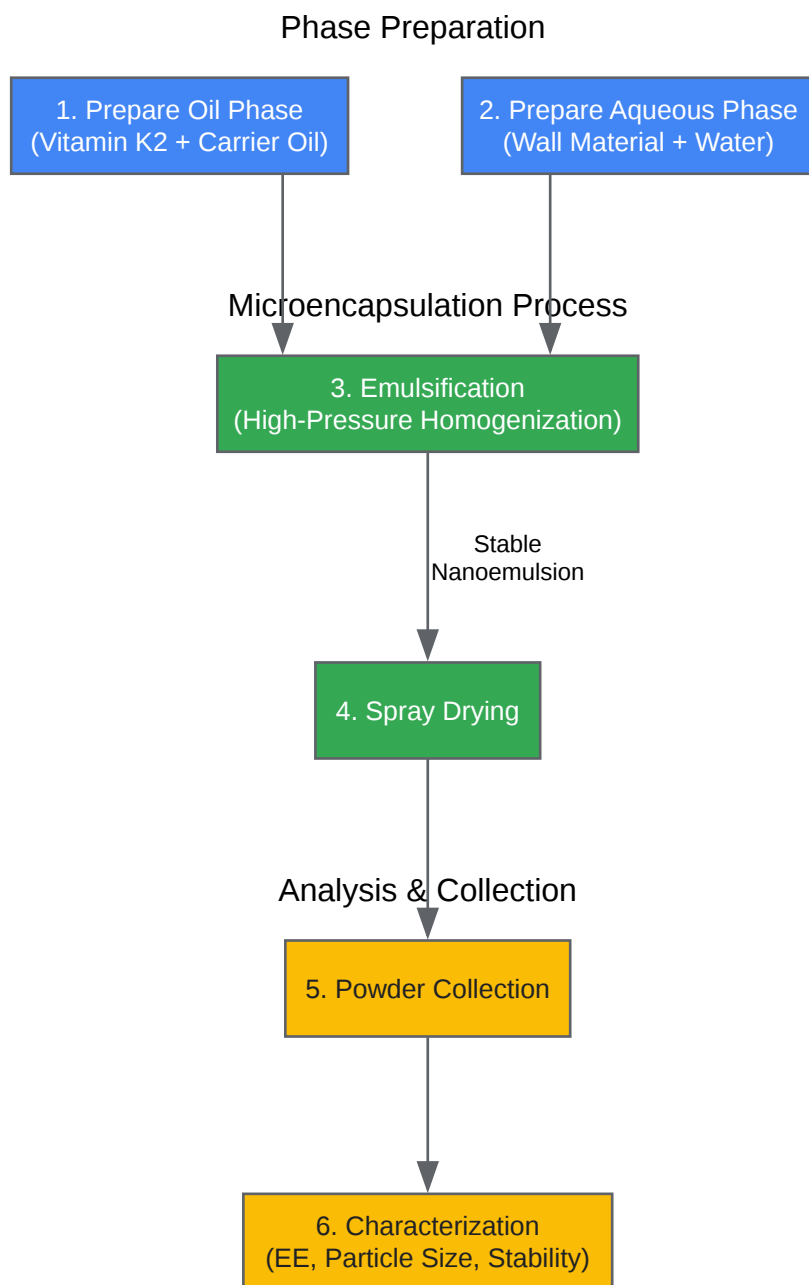 Phase Preparation
1. Prepare Oil Phase
(Vitamin K2 + Carrier Oil)
2. Prepare Aqueous Phase
(Wall Material + Water)
Microencapsulation Process
3. Emulsification
(High-Pressure Homogenization)
Stable
Nanoemulsion
4. Spray Drying
Analysis & Collection
5. Powder Collection
6. Characterization
(EE, Particle Size, Stability)